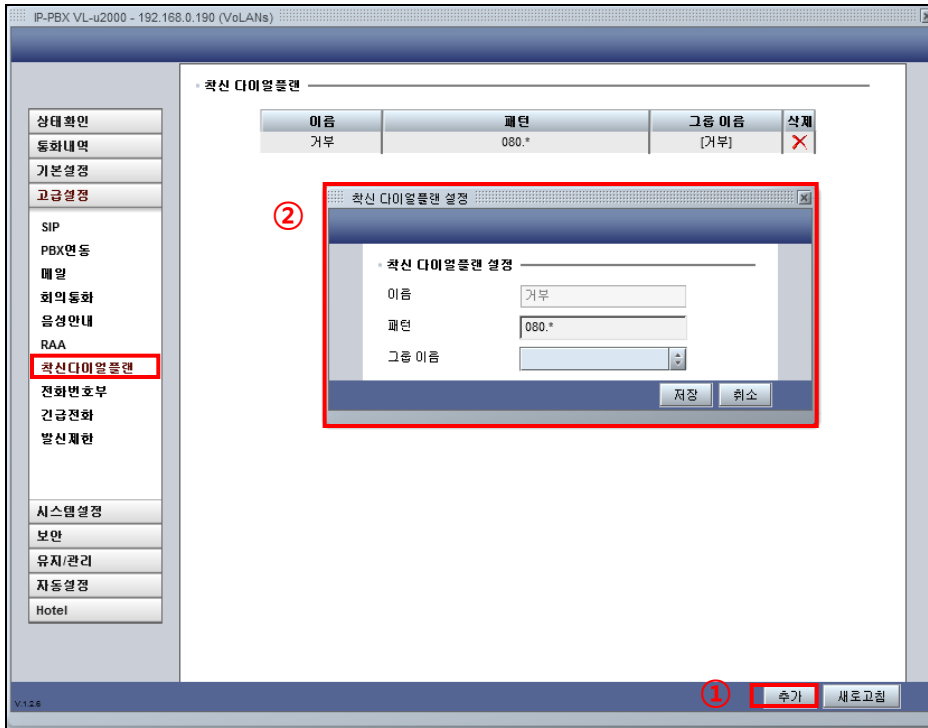 IP-PBX VL-u2000 - 192.168.0.190 (VoLANs)
착신 다이얼플랜
이름 패턴 그룹 이름 삭제
거부 080.* [거부]
상태확인
통화내역
기본설정
고급설정
SIP
PBX연동
메일
회의통화
음성안내
RAA
착신다이얼플랜
전화번호부
긴급전화
발신제한
시스템설정
보안
유지/관리
자동설정
Hotel
②
착신 다이얼플랜 설정
착신 다이얼플랜 설정
이름 거부
패턴 080.*
그룹 이름
저장 취소
① 추가 새로고침
V.1.2.6